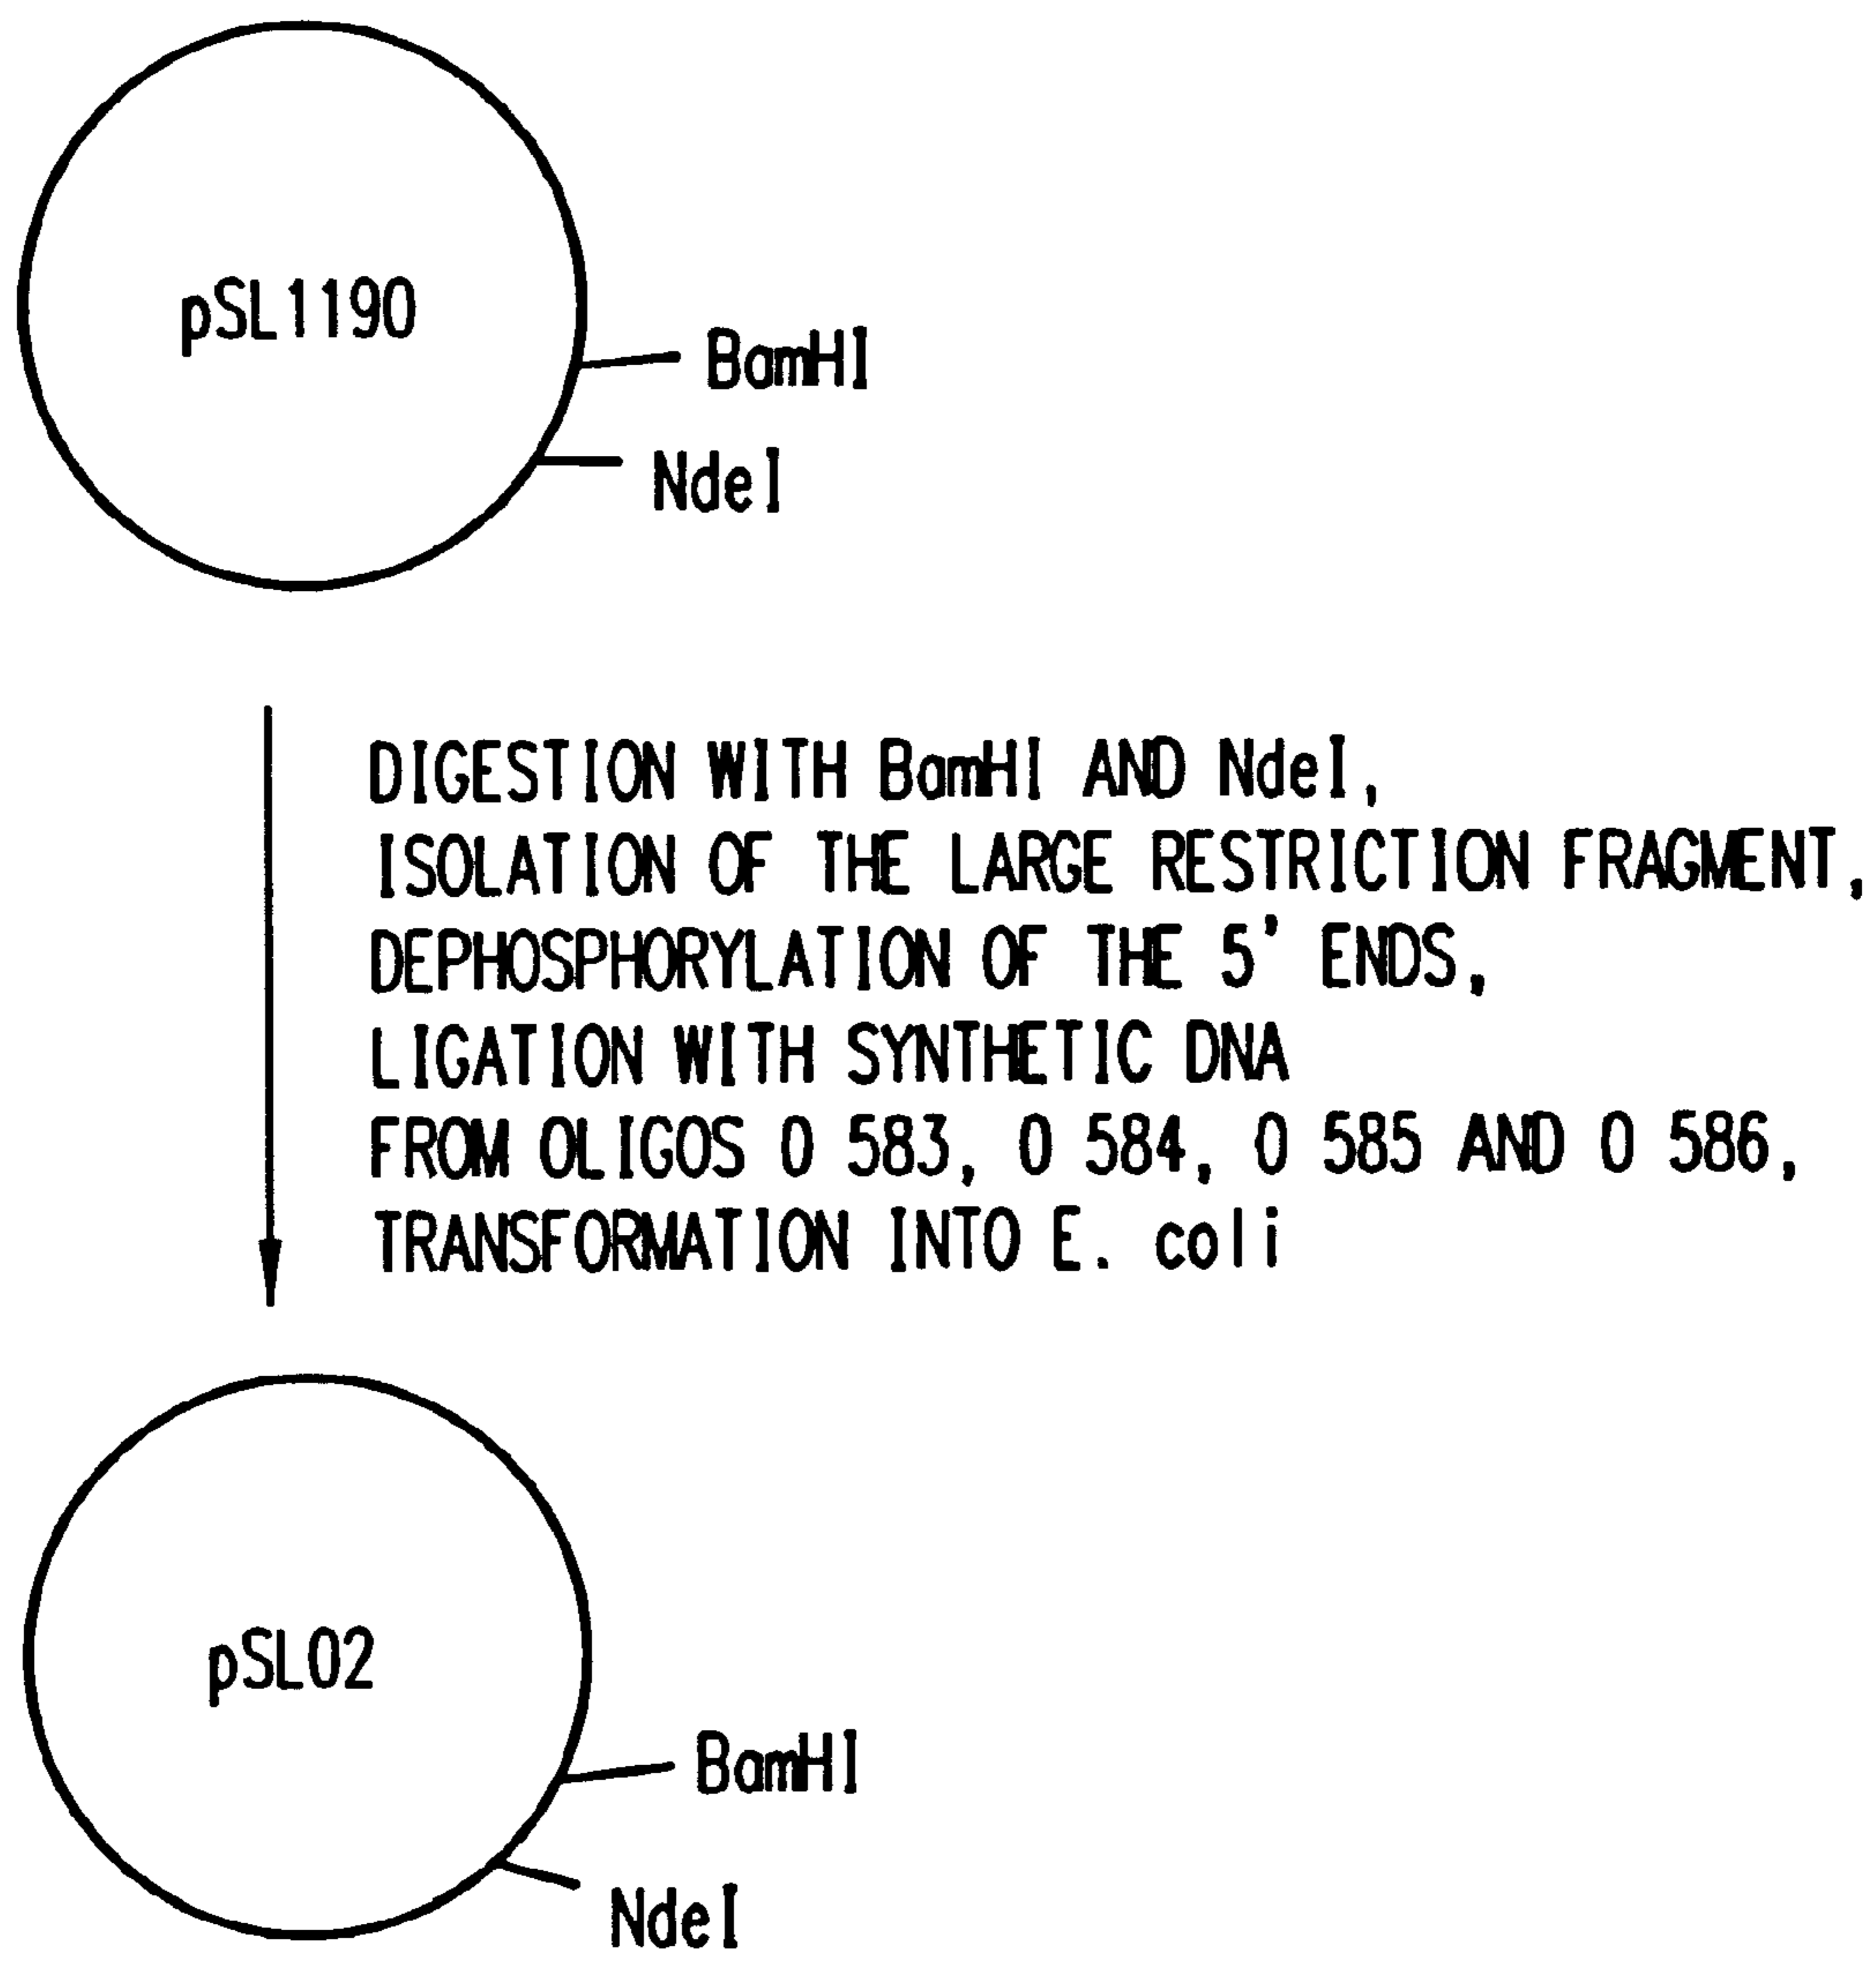 pSL1190
BamHI
NdeI
DIGESTION WITH BamHI AND NdeI,
ISOLATION OF THE LARGE RESTRICTION FRAGMENT,
DEPHOSPHORYLATION OF THE 5' ENDS,
LIGATION WITH SYNTHETIC DNA
FROM OLIGOS 0 583, 0 584, 0 585 AND 0 586,
TRANSFORMATION INTO E. coli
pSL02
BamHI
NdeI